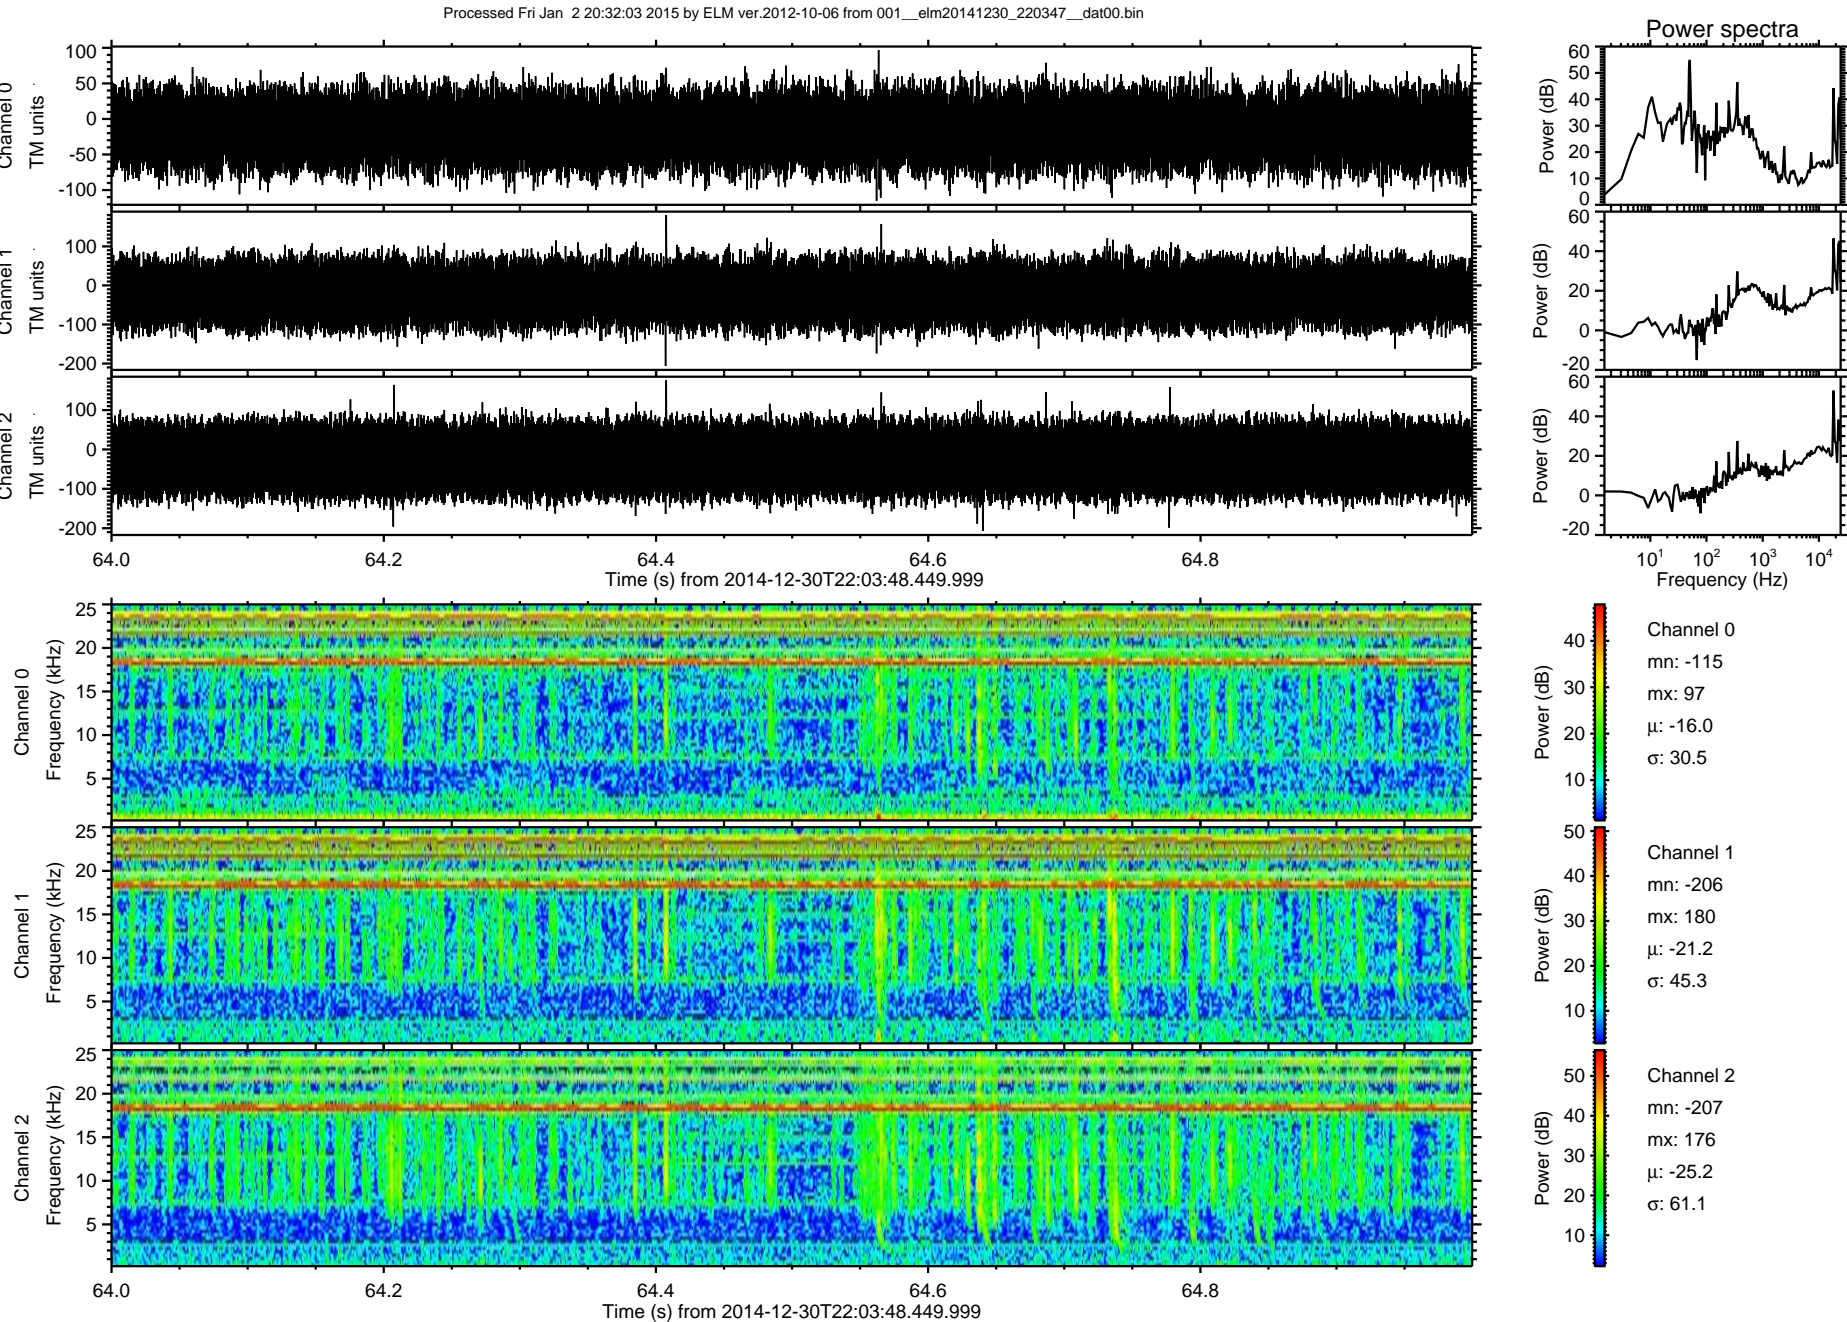 Processed Fri Jan  2 20:32:03 2015 by ELM ver.2012-10-06 from 001__elm20141230_220347__dat00.bin
Power spectra
Channel 0
TM units
100
50
0
-50
-100
Power (dB)
60
50
40
30
20
10
0
Channel 1
TM units
100
0
-100
-200
Power (dB)
60
40
20
0
-20
Channel 2
TM units
100
0
-100
-200
Power (dB)
60
40
20
0
-20
64.0 64.2 64.4 64.6 64.8
Time (s) from 2014-12-30T22:03:48.449.999
10¹ 10² 10³ 10⁴
Frequency (Hz)
Channel 0
Frequency (kHz)
25
20
15
10
5
Power (dB)
40
30
20
10
Channel 0
mn: -115
mx: 97
μ: -16.0
σ: 30.5
Channel 1
Frequency (kHz)
25
20
15
10
5
Power (dB)
50
40
30
20
10
Channel 1
mn: -206
mx: 180
μ: -21.2
σ: 45.3
Channel 2
Frequency (kHz)
25
20
15
10
5
Power (dB)
50
40
30
20
10
Channel 2
mn: -207
mx: 176
μ: -25.2
σ: 61.1
64.0 64.2 64.4 64.6 64.8
Time (s) from 2014-12-30T22:03:48.449.999